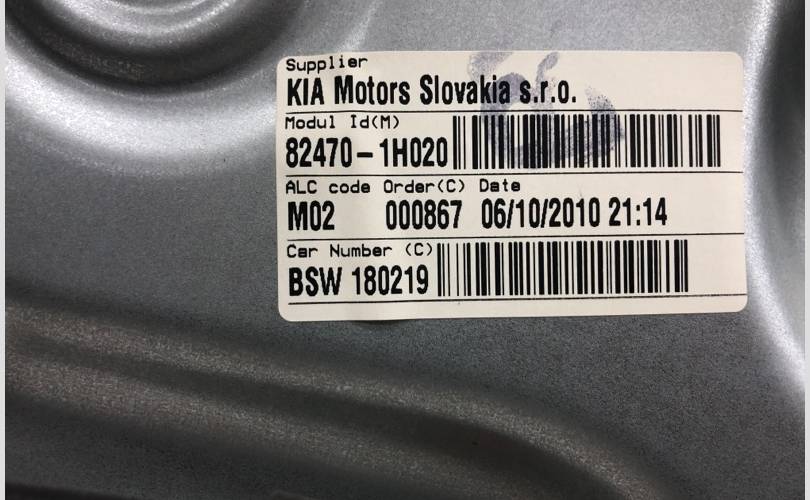 Supplier
KIA Motors Slovakia s.r.o.
Modul Id(M)
82470-1H020
ALC code Order(C) Date
M02 000867 06/10/2010 21:14
Car Number (C)
BSW 180219